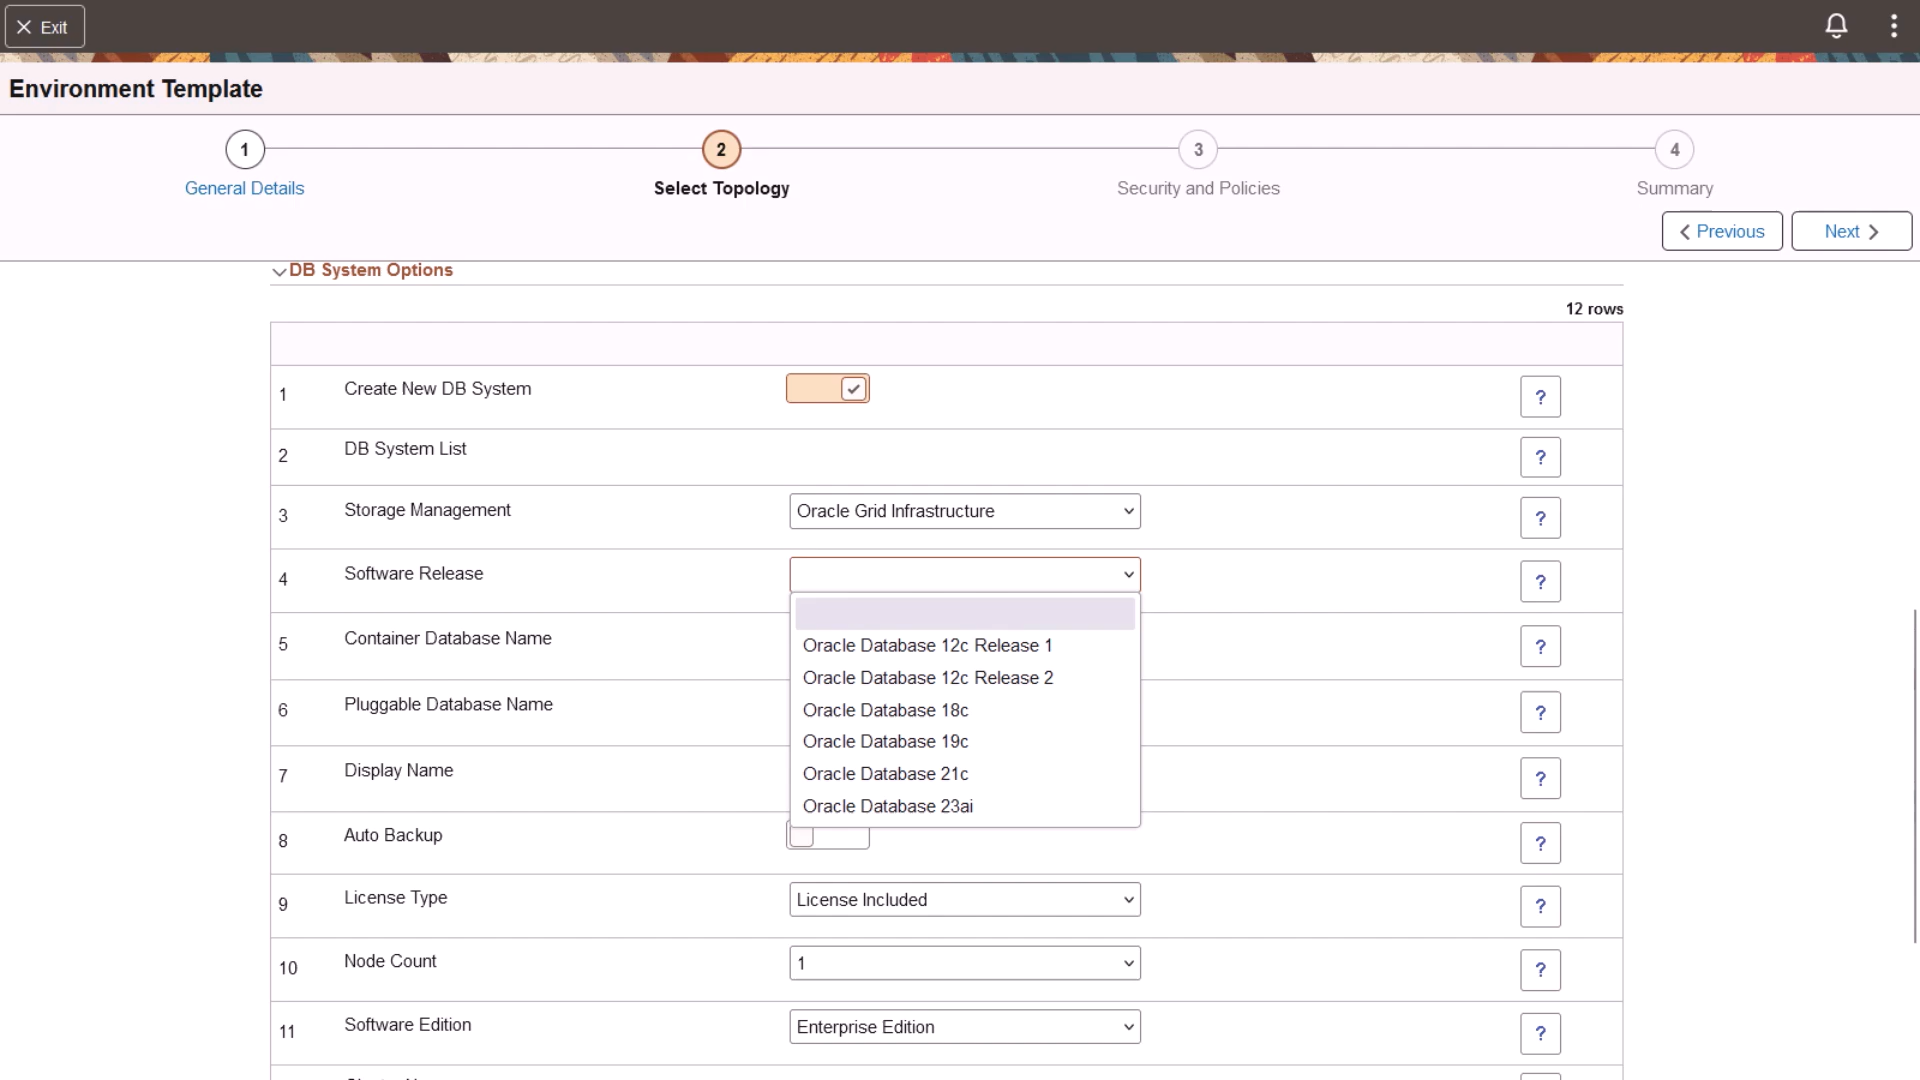 Exit
Environment Template
1
2
3
4
General Details
Select Topology
Security and Policies
Summary
Previous
Next
DB System Options
12 rows
1
Create New DB System
?
2
DB System List
?
3
Storage Management
Oracle Grid Infrastructure
?
4
Software Release
?
Oracle Database 12c Release 1
Oracle Database 12c Release 2
Oracle Database 18c
Oracle Database 19c
Oracle Database 21c
Oracle Database 23ai
5
Container Database Name
?
6
Pluggable Database Name
?
7
Display Name
?
8
Auto Backup
?
9
License Type
License Included
?
10
Node Count
1
?
11
Software Edition
Enterprise Edition
?